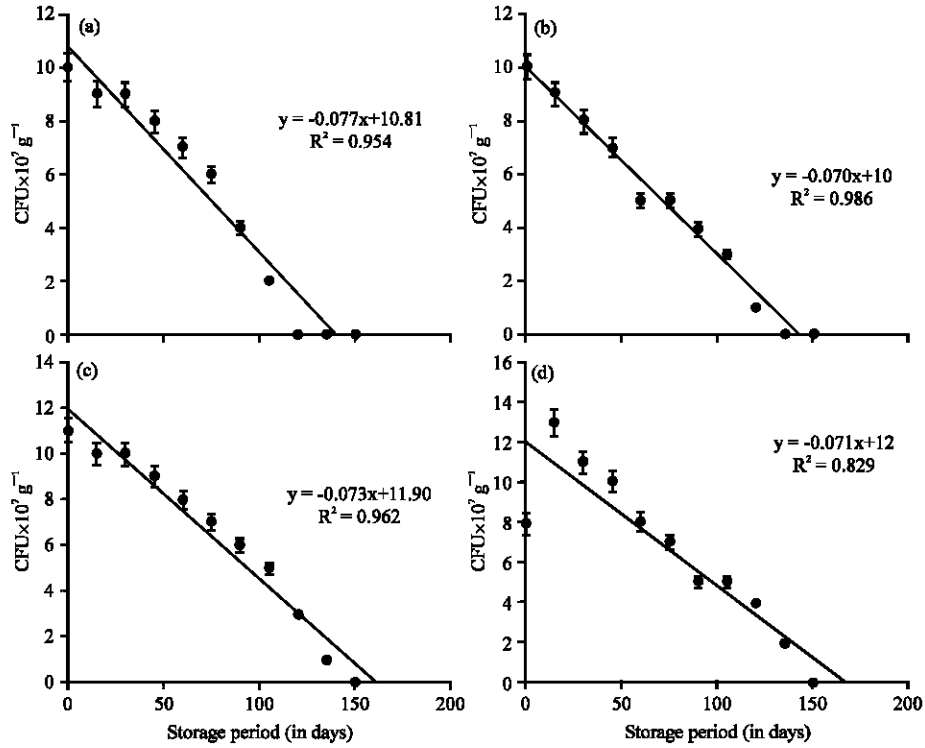 (a)
12
10
8
6
4
2
0
CFU×10⁷ g⁻¹
y = -0.077x+10.81
R² = 0.954
(b)
12
10
8
6
4
2
0
CFU×10⁷ g⁻¹
y = -0.070x+10
R² = 0.986
(c)
14
12
10
8
6
4
2
0
CFU×10⁷ g⁻¹
y = -0.073x+11.90
R² = 0.962
0 50 100 150 200
Storage period (in days)
(d)
16
14
12
10
8
6
4
2
0
CFU×10⁷ g⁻¹
y = -0.071x+12
R² = 0.829
0 50 100 150 200
Storage period (in days)